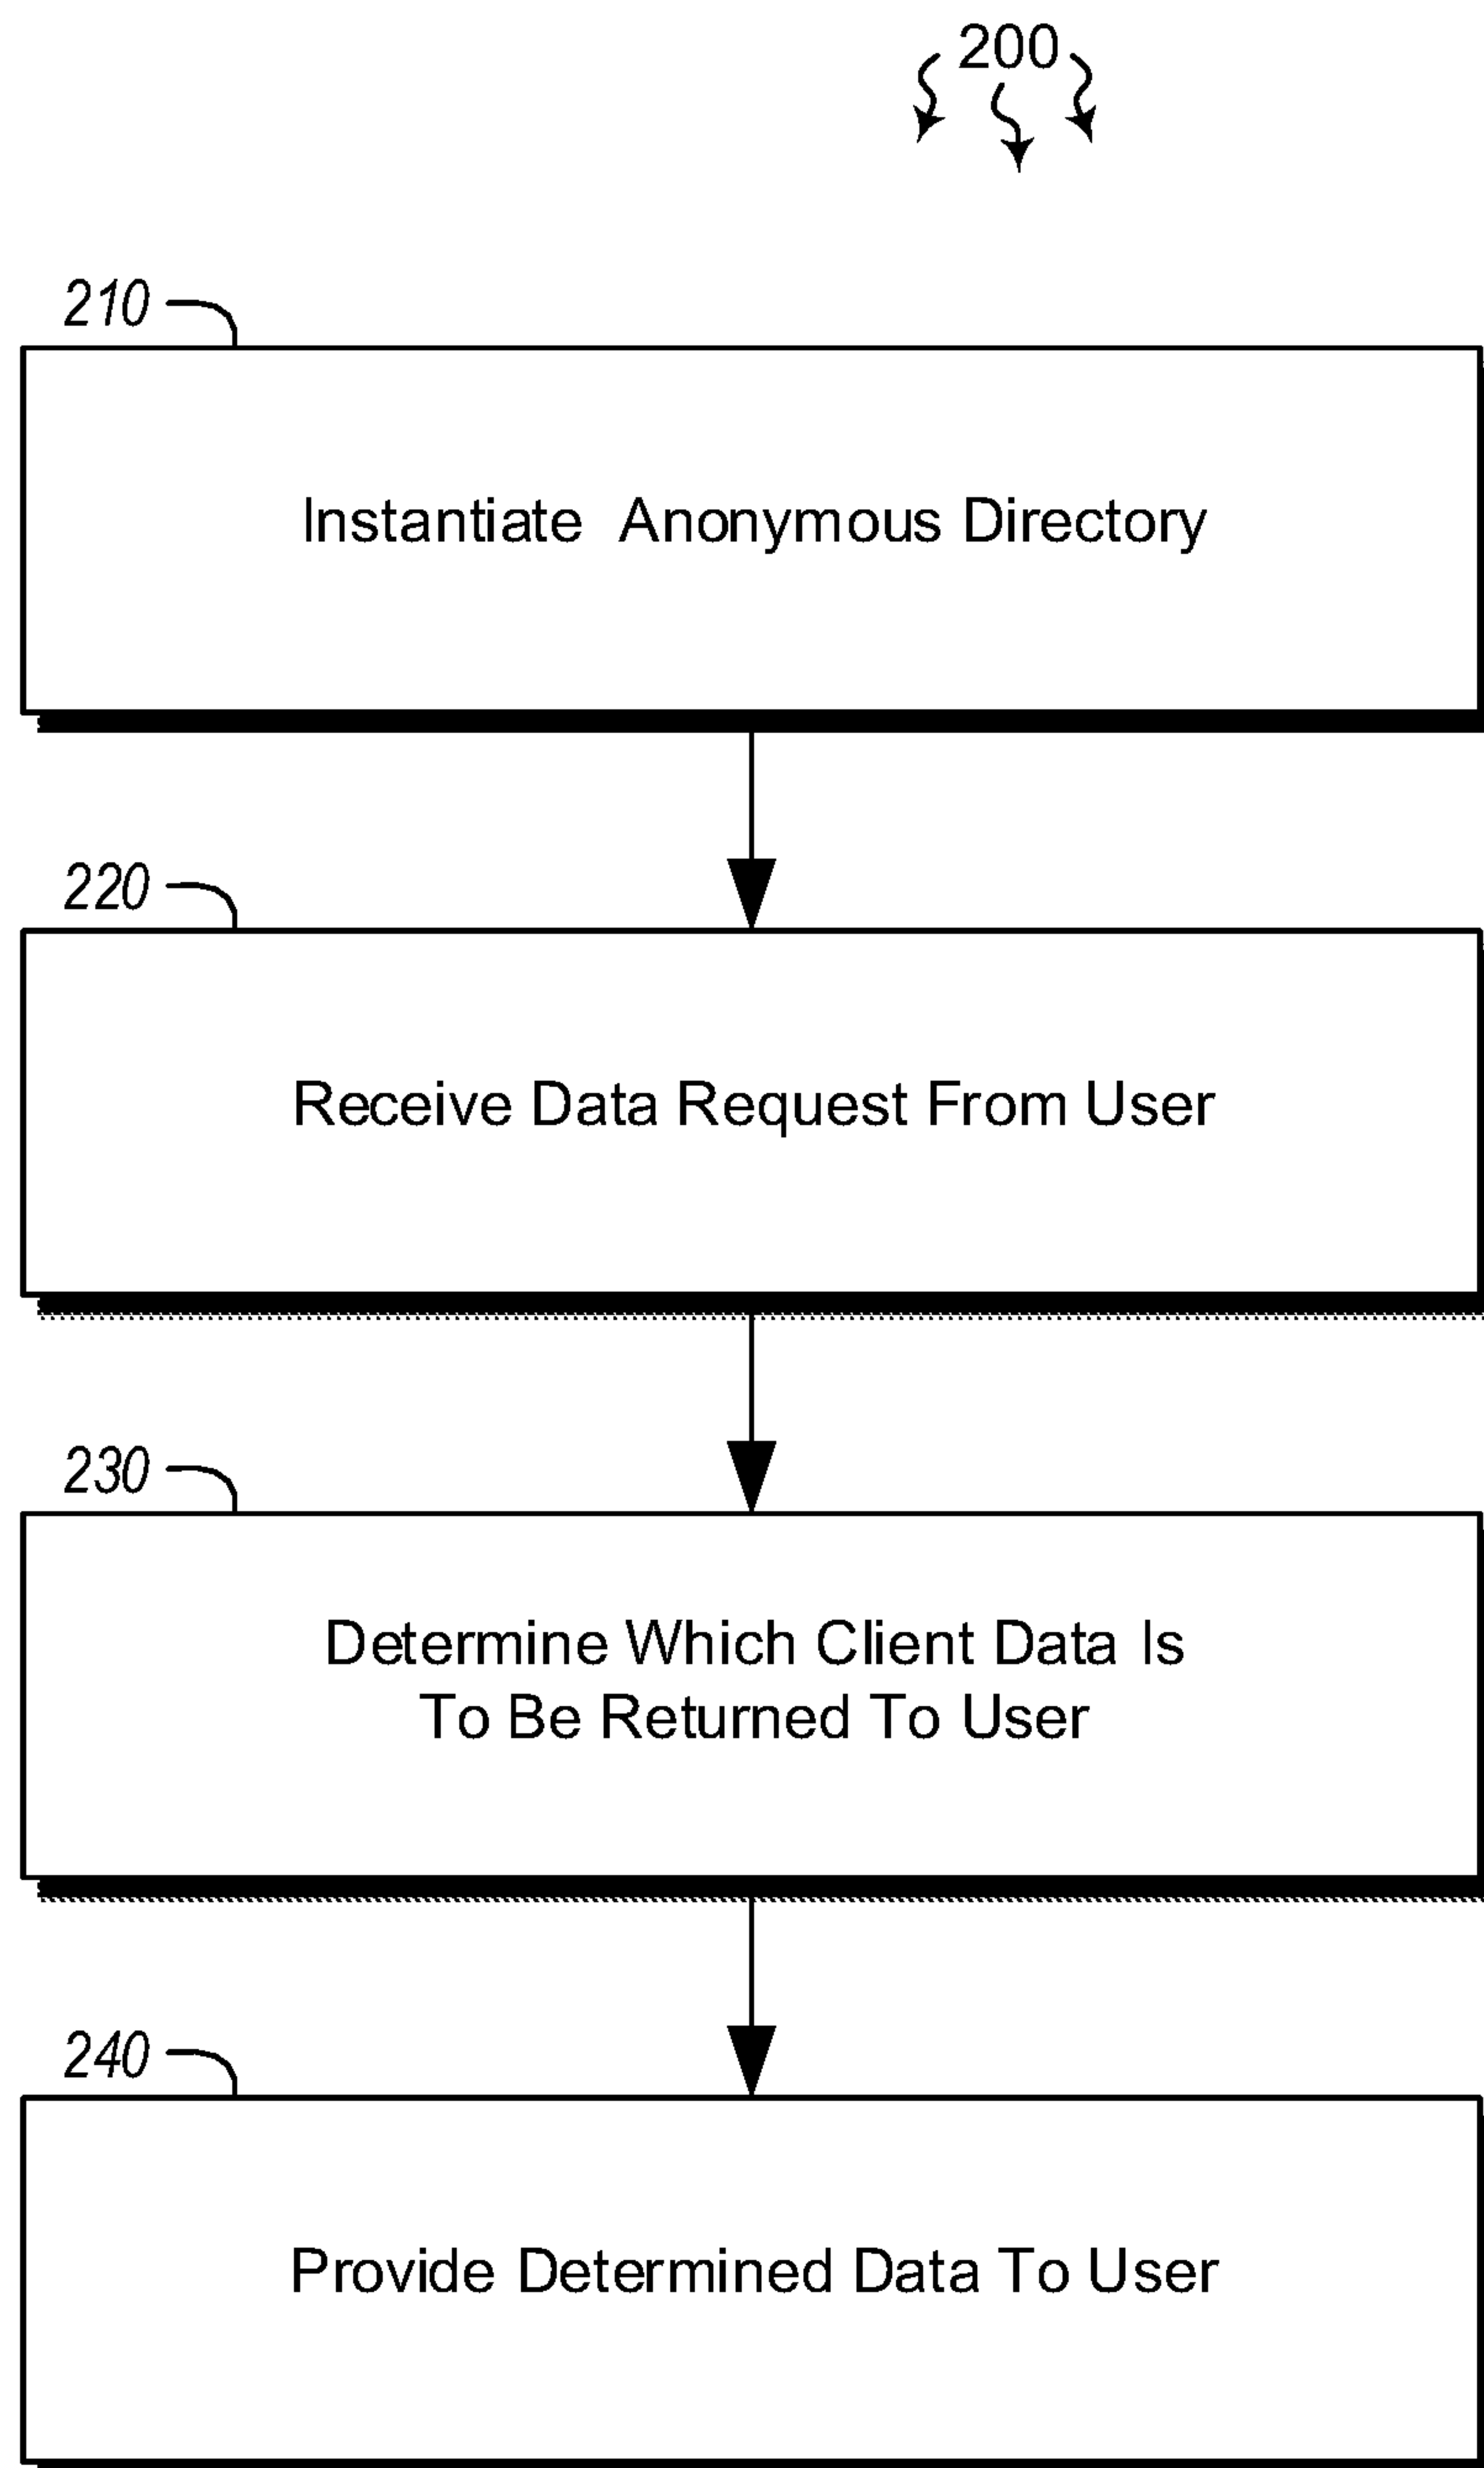 200
210
Instantiate Anonymous Directory
220
Receive Data Request From User
230
Determine Which Client Data Is
To Be Returned To User
240
Provide Determined Data To User